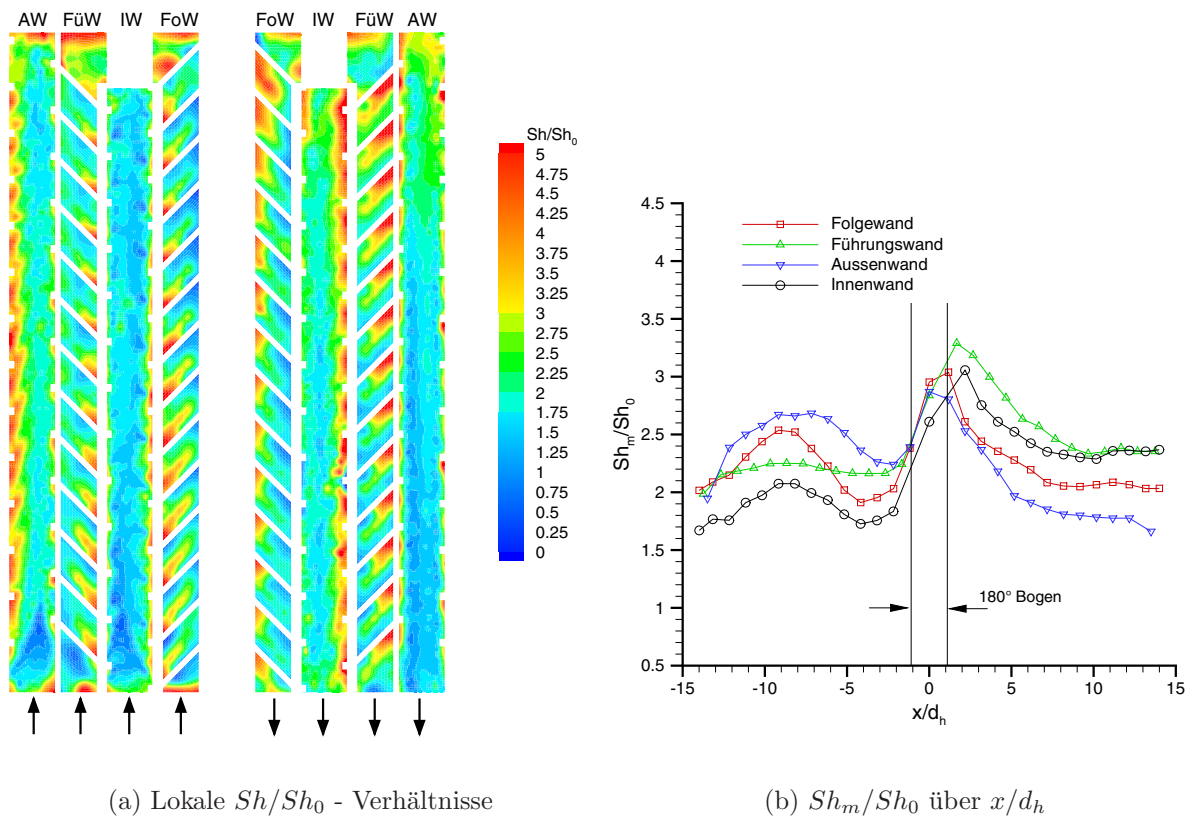 AW FüW IW FoW
FoW IW FüW AW
Sh/Sh0
5
4.75
4.5
4.25
4
3.75
3.5
3.25
3
2.75
2.5
2.25
2
1.75
1.5
1.25
1
0.75
0.5
0.25
0
(a) Lokale Sh/Sh0 - Verhältnisse
Folgewand
Führungswand
Aussenwand
Innenwand
Shm/Sh0
4.5
4
3.5
3
2.5
2
1.5
1
0.5
180° Bogen
-15 -10 -5 0 5 10 15
x/dh
(b) Shm/Sh0 über x/dh